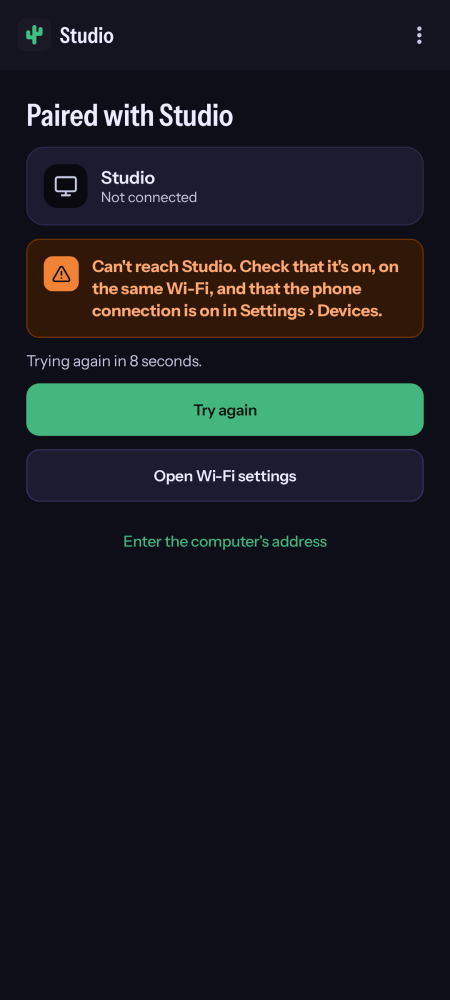 Studio
Paired with Studio
Studio
Not connected
Can't reach Studio. Check that it's on, on
the same Wi-Fi, and that the phone
connection is on in Settings › Devices.
Trying again in 8 seconds.
Try again
Open Wi-Fi settings
Enter the computer's address